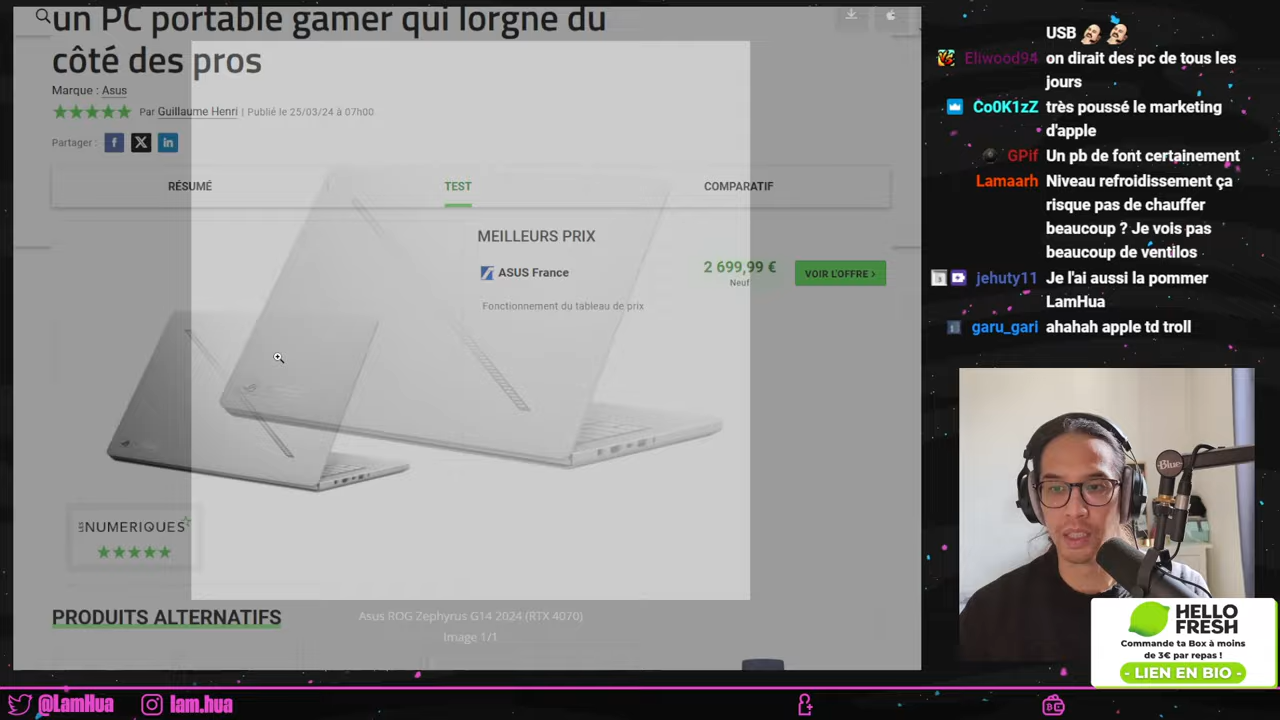 un PC portable gamer qui lorgne du
côté des pros
Marque : Asus
Par Guillaume Henri | Publié le 25/03/24 à 07h00
Partager :
RÉSUMÉ
TEST
COMPARATIF
MEILLEURS PRIX
ASUS France
2 699,99 €
Neuf
VOIR L'OFFRE >
Fonctionnement du tableau de prix
LES NUMERIQUES
PRODUITS ALTERNATIFS
Asus ROG Zephyrus G14 2024 (RTX 4070)
Image 1/1
USB
Eliwood94 on dirait des pc de tous les
jours
Co0K1zZ très poussé le marketing
d'apple
GPif Un pb de font certainement
Lamaarh Niveau refroidissement ça
risque pas de chauffer
beaucoup ? Je vois pas
beaucoup de ventilos
jehuty11 Je l'ai aussi la pommer
LamHua
garu_gari ahahah apple td troll
Blue
HELLO
FRESH
Commande ta Box à moins
de 3€ par repas !
- LIEN EN BIO -
@LamHua
lam.hua